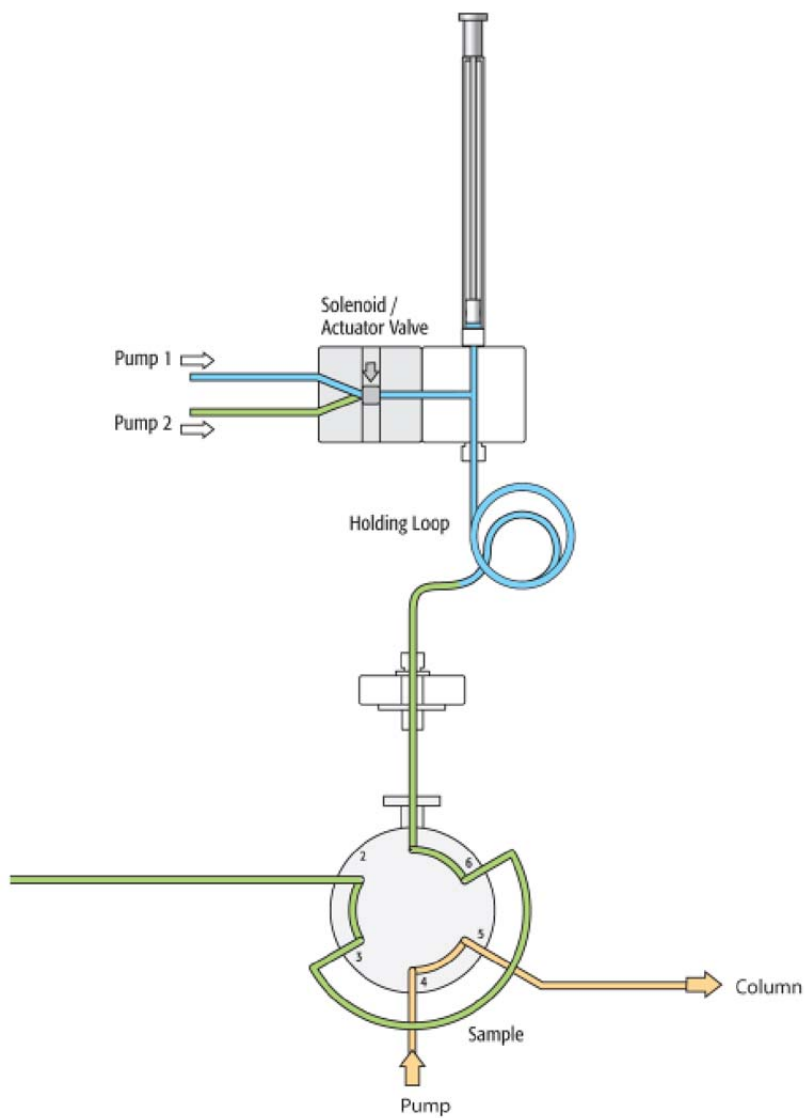 Solenoid /
Actuator Valve
Pump 1
Pump 2
Holding Loop
2
6
3
5
4
Column
Sample
Pump